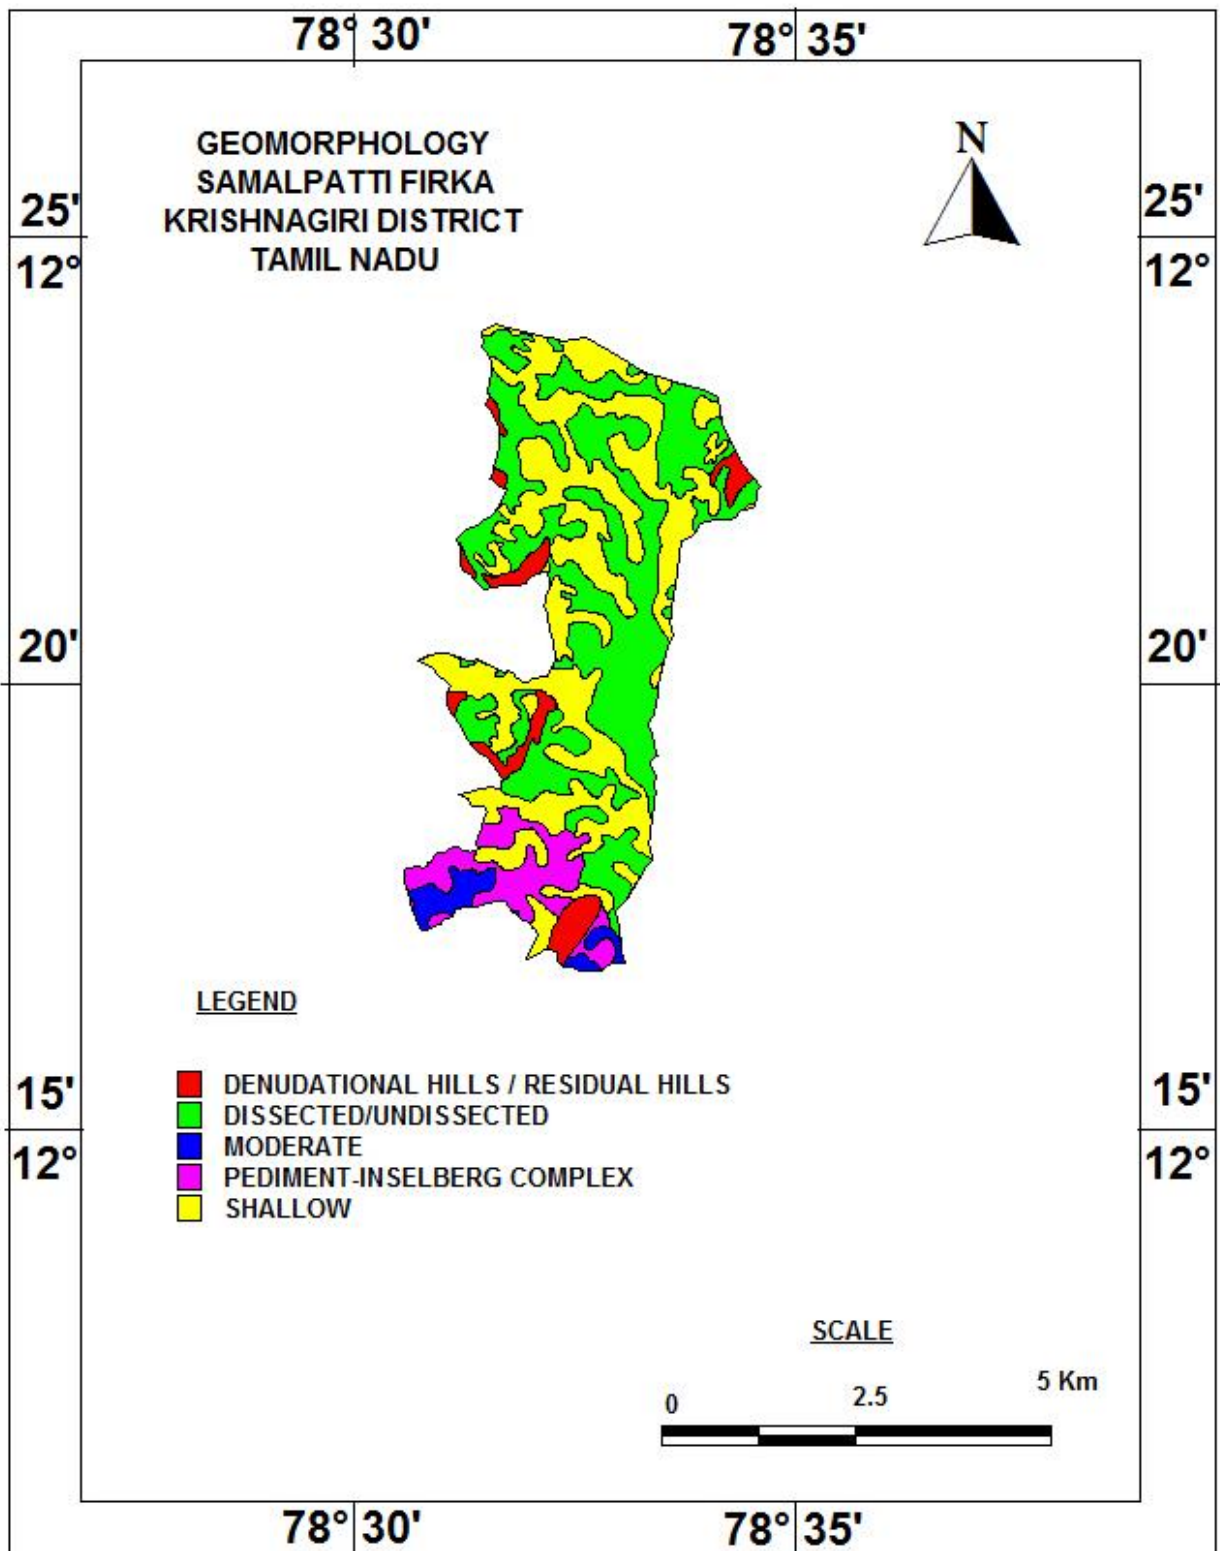 78° 30'
78° 35'
GEOMORPHOLOGY
SAMALPATTI FIRKA
KRISHNAGIRI DISTRICT
TAMIL NADU
N
25'
12°
25'
12°
20'
20'
LEGEND
DENUDATIONAL HILLS / RESIDUAL HILLS
DISSECTED/UNDISSECTED
MODERATE
PEDIMENT-INSELBERG COMPLEX
SHALLOW
15'
12°
15'
12°
SCALE
0 2.5 5 Km
78° 30'
78° 35'